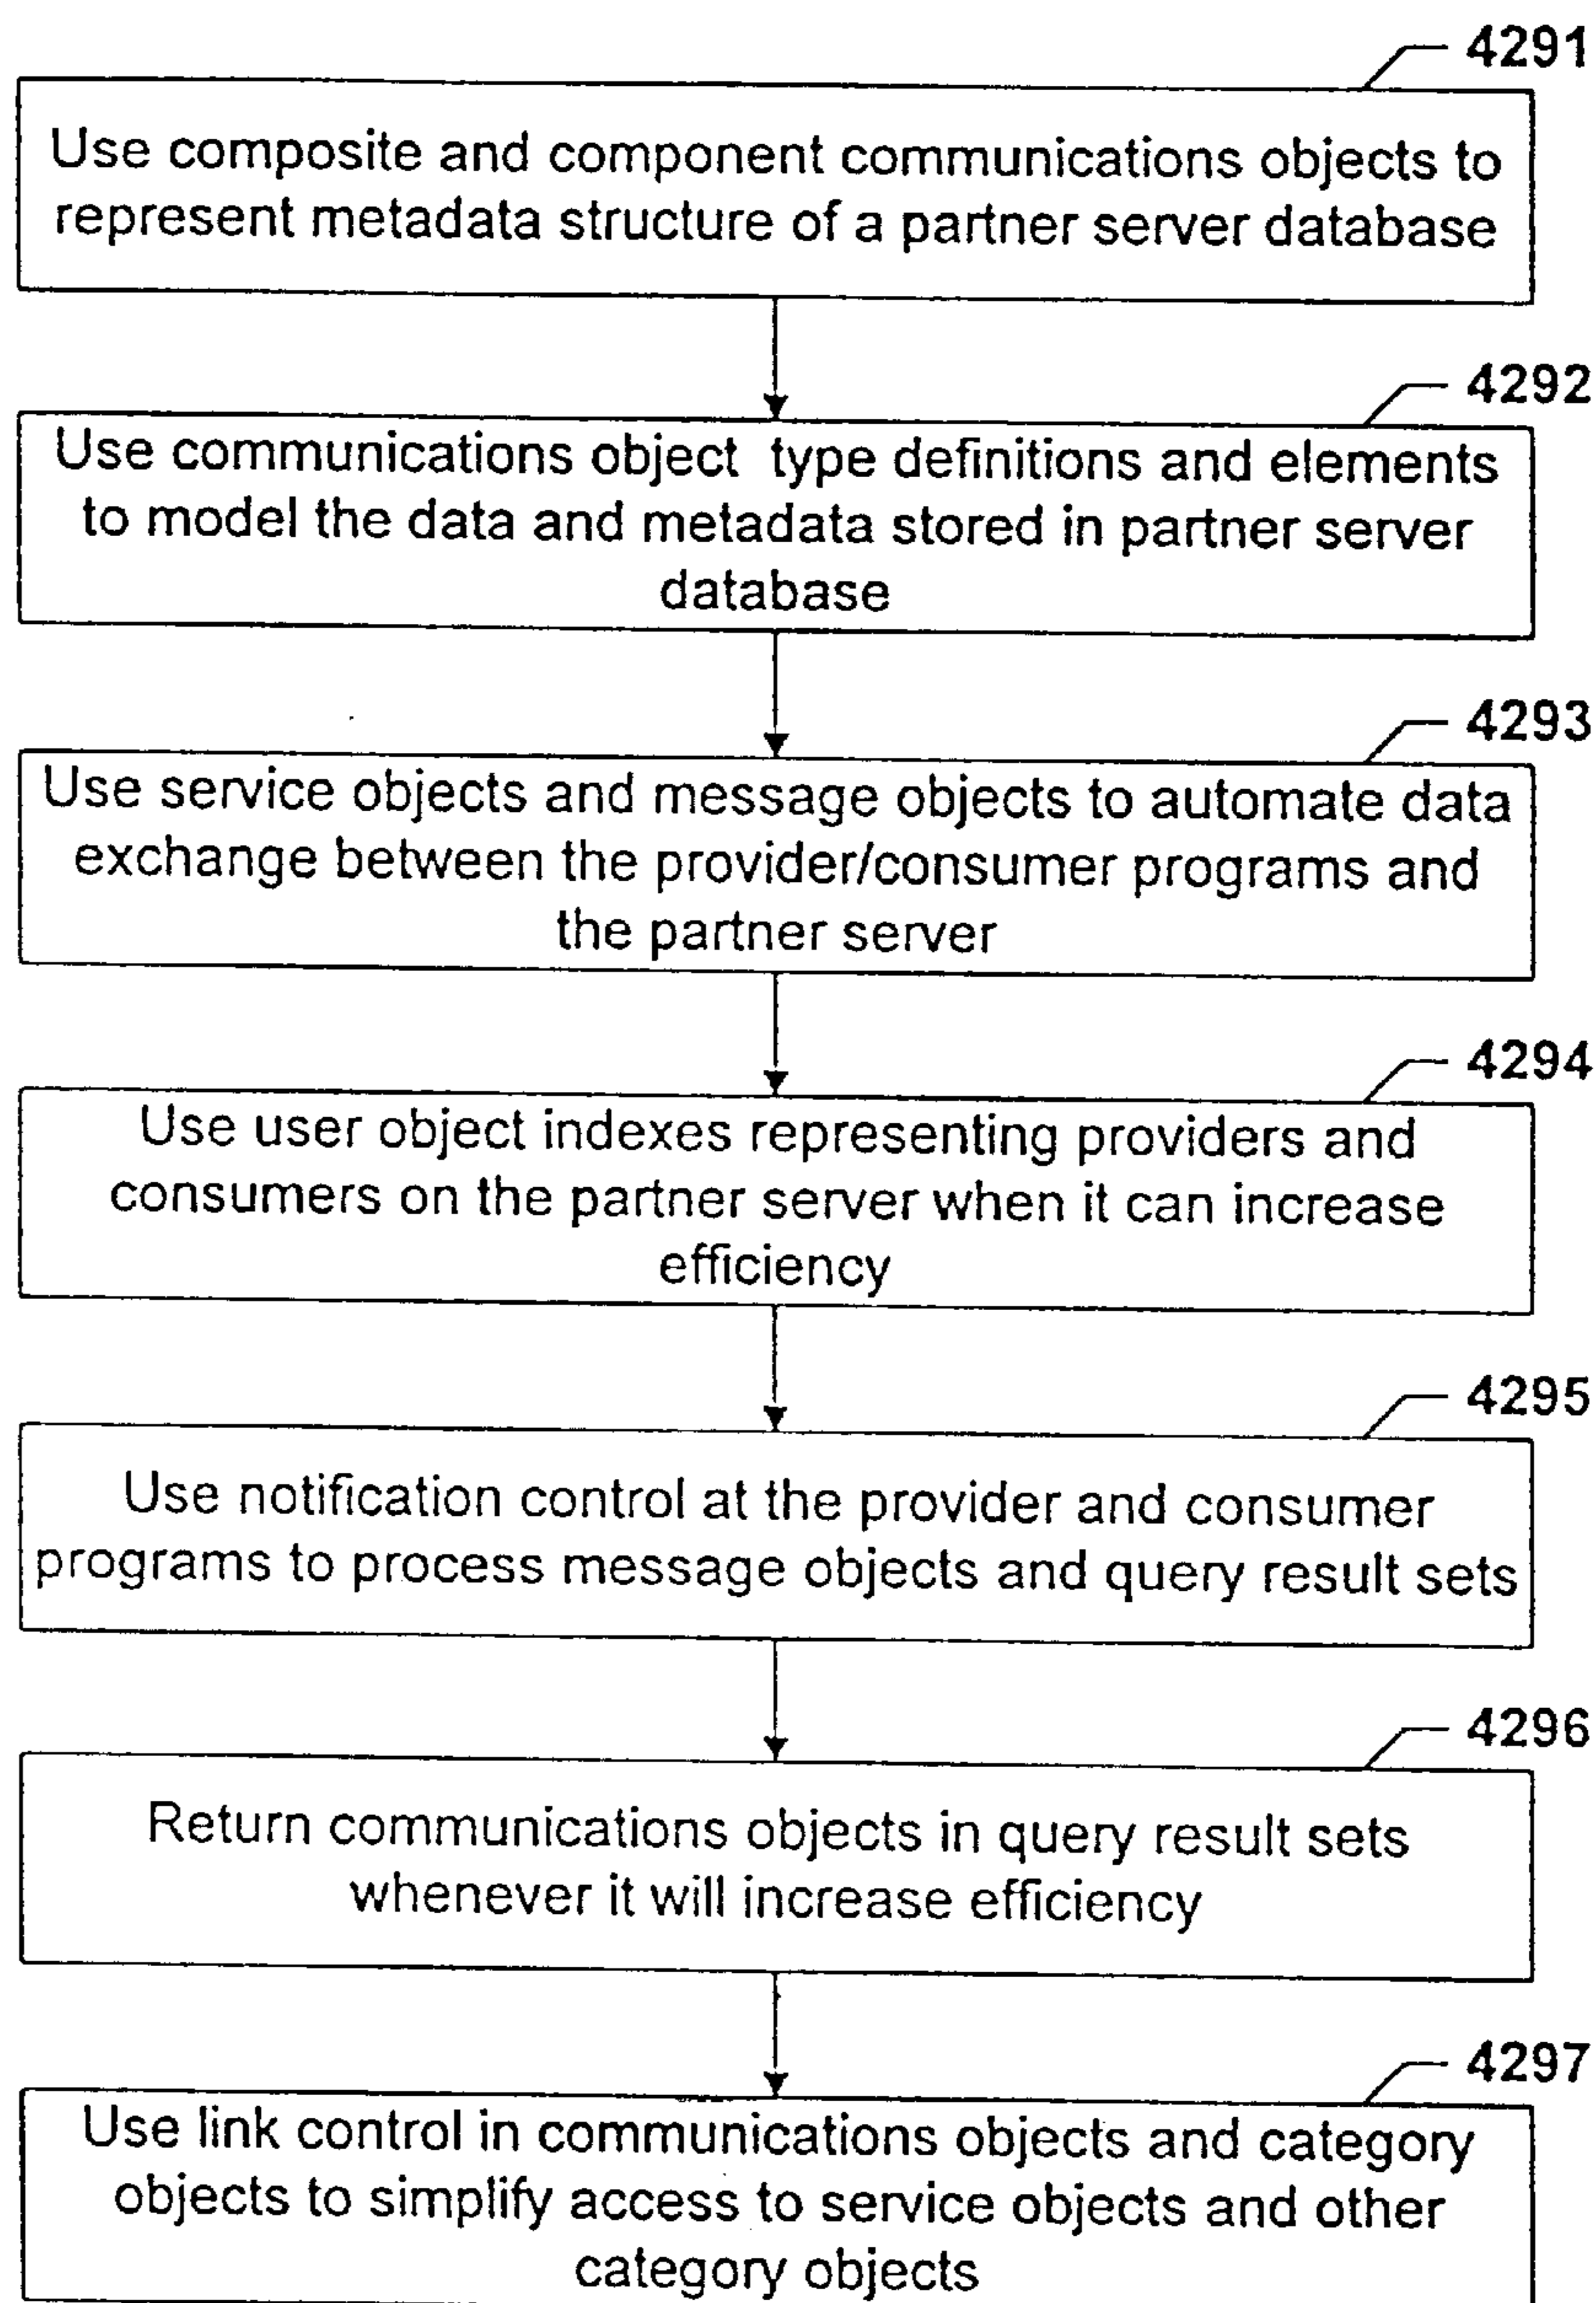 4291
Use composite and component communications objects to
represent metadata structure of a partner server database
4292
Use communications object type definitions and elements
to model the data and metadata stored in partner server
database
4293
Use service objects and message objects to automate data
exchange between the provider/consumer programs and
the partner server
4294
Use user object indexes representing providers and
consumers on the partner server when it can increase
efficiency
4295
Use notification control at the provider and consumer
programs to process message objects and query result sets
4296
Return communications objects in query result sets
whenever it will increase efficiency
4297
Use link control in communications objects and category
objects to simplify access to service objects and other
category objects